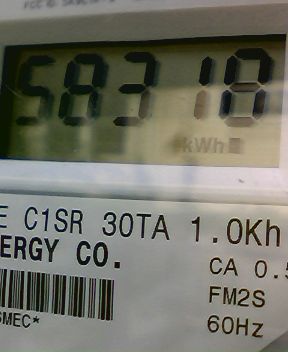 58318
kWh
E C1SR 30TA 1.0Kh
ERGY CO.
CA 0.5
FM2S
SMEC*
60Hz